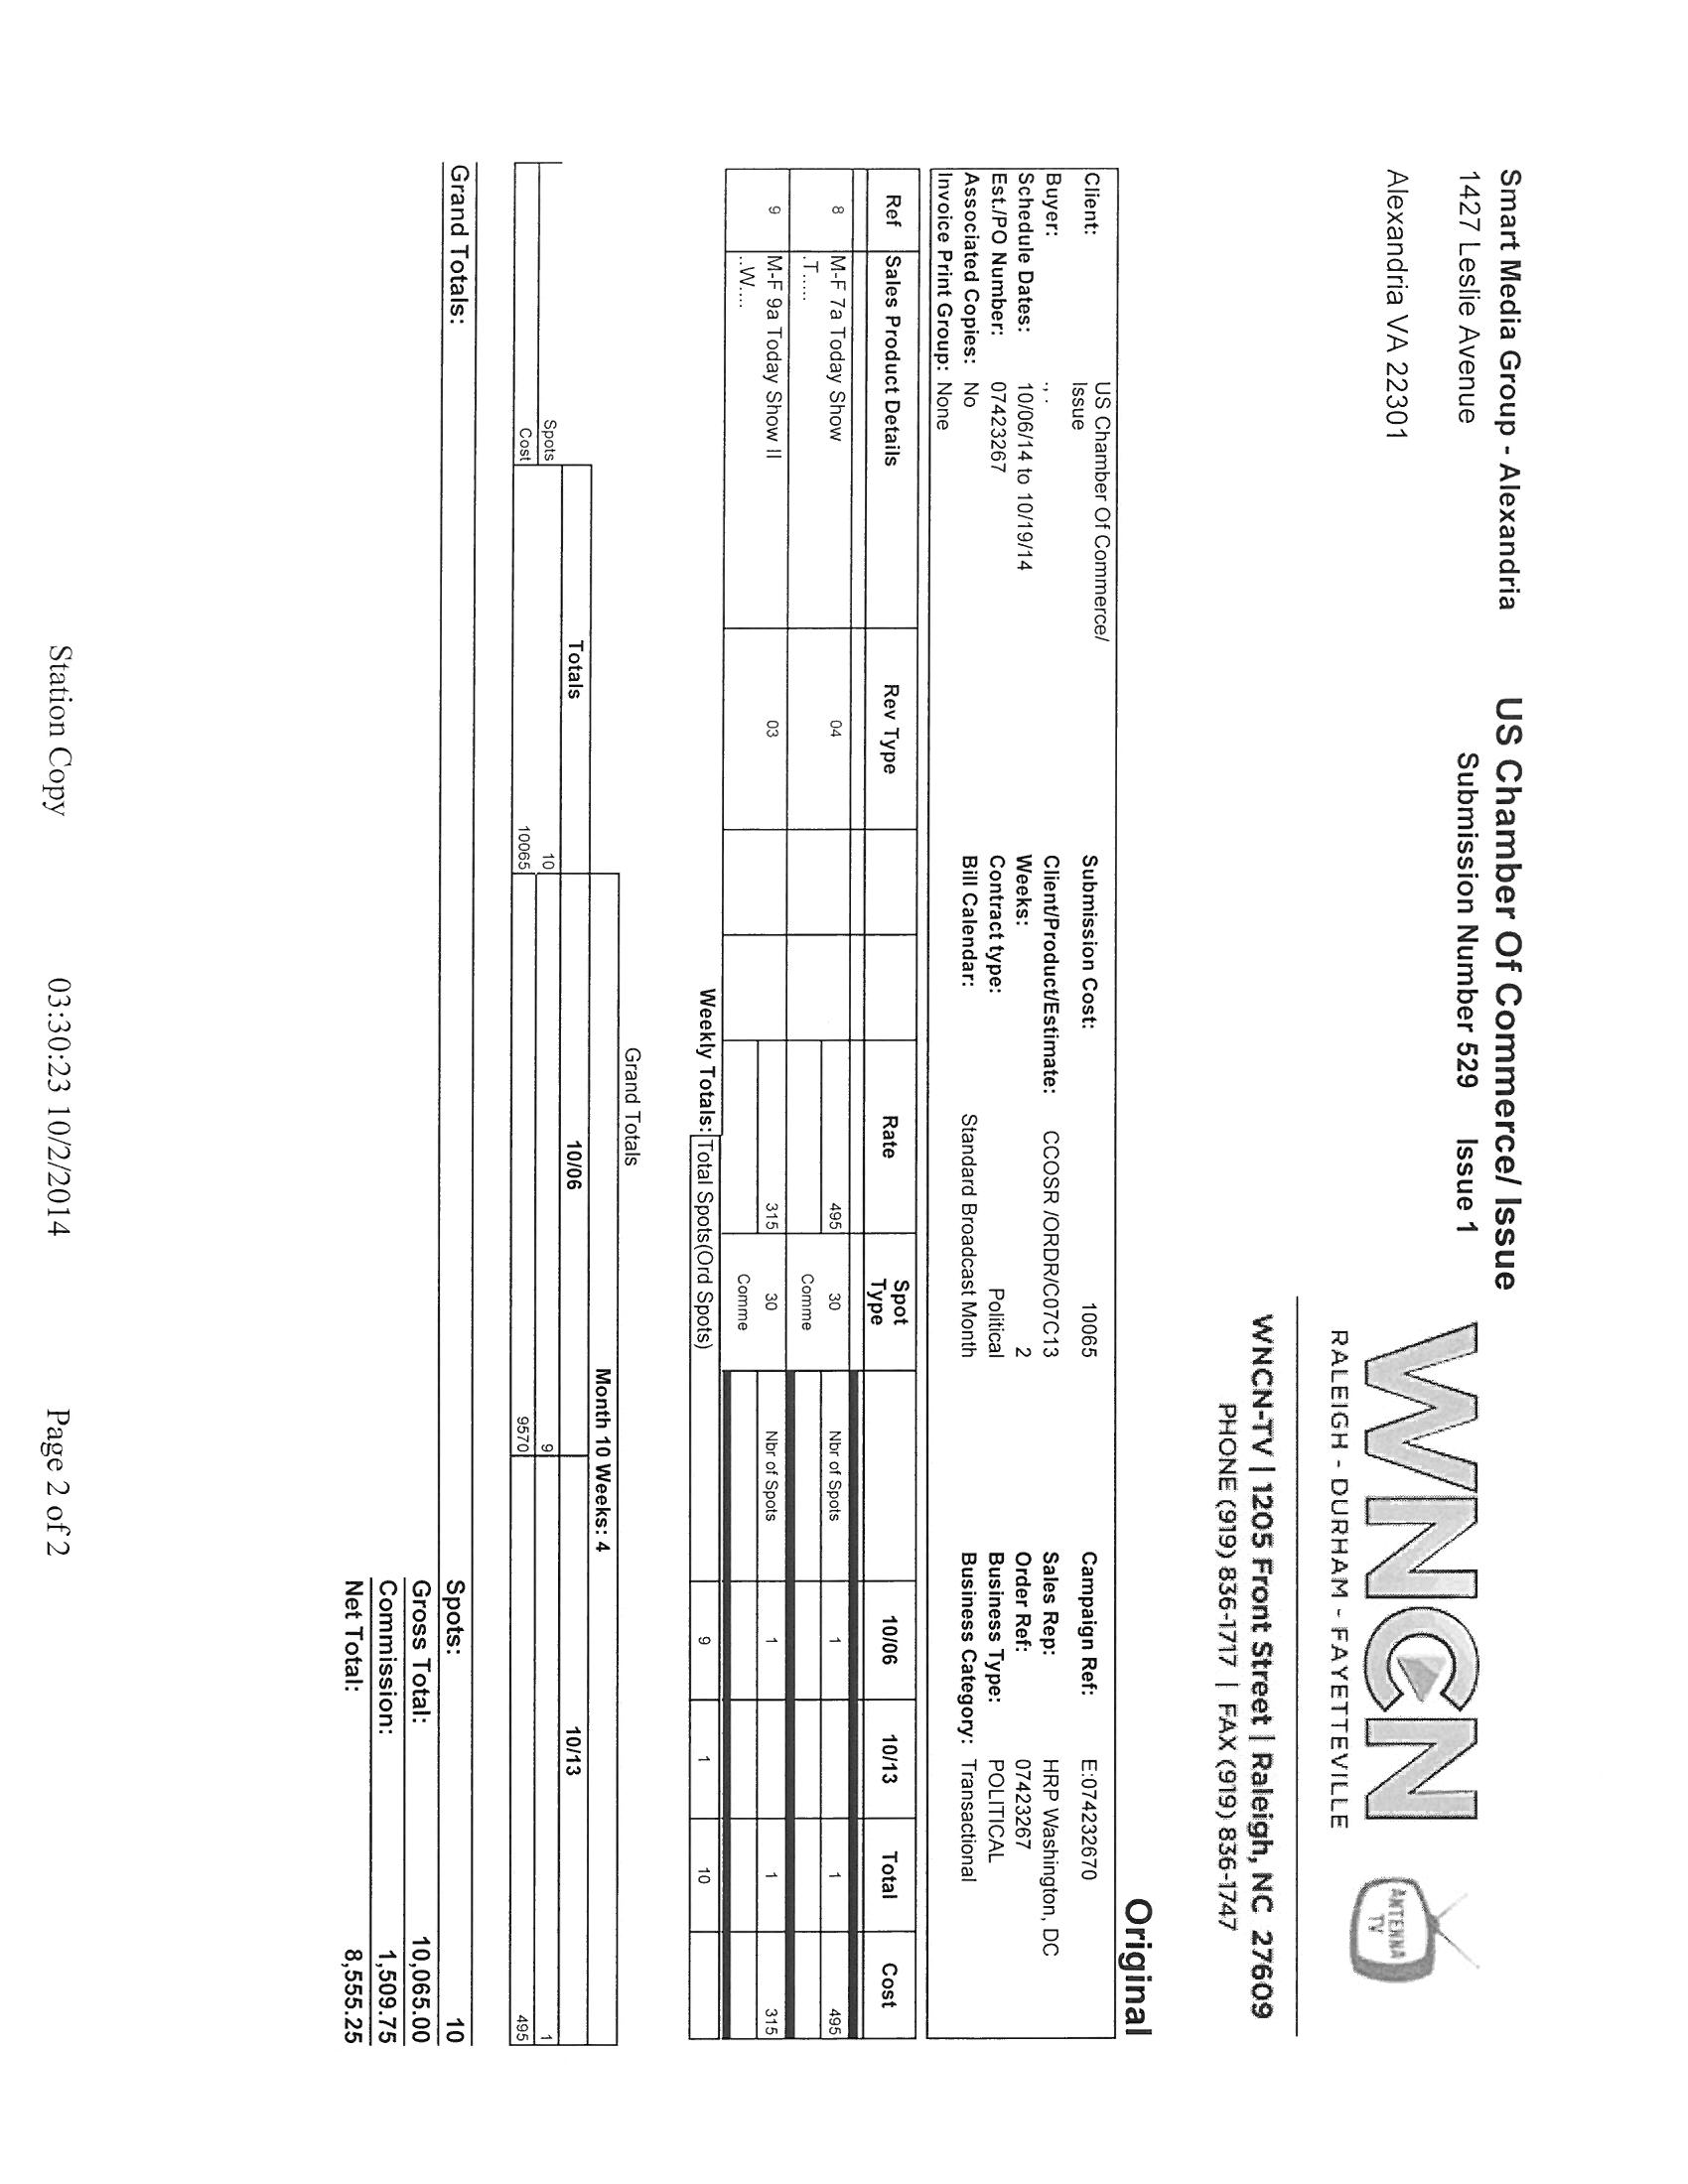 Smart Media Group - Alexandria
1427 Leslie Avenue
Alexandria VA 22301
US Chamber Of Commerce/ Issue
Submission Number 529 Issue 1
WNCN
RALEIGH - DURHAM - FAYETTEVILLE
ANTENNA
TV
WNCN-TV | 1205 Front Street | Raleigh, NC 27609
PHONE (919) 836-1717 | FAX (919) 836-1747
Original
Client: US Chamber Of Commerce/ Submission Cost: 10065 Campaign Ref: E:074232670
Issue
Buyer: ., . Client/Product/Estimate: CCOSR /ORDR/C07C13 Sales Rep: HRP Washington, DC
Schedule Dates: 10/06/14 to 10/19/14 Weeks: 2 Order Ref: 07423267
Est./PO Number: 07423267 Contract type: Political Business Type: POLITICAL
Associated Copies: No Bill Calendar: Standard Broadcast Month Business Category: Transactional
Invoice Print Group: None
Ref Sales Product Details Rev Type Rate Spot Type 10/06 10/13 Total Cost
8 M-F 7a Today Show 04 495 30 Nbr of Spots 1 1 495
.T..... Comme
9 M-F 9a Today Show II 03 315 30 Nbr of Spots 1 1 315
..W.... Comme
Weekly Totals: Total Spots(Ord Spots) 9 1 10
Grand Totals
Month 10 Weeks: 4
Totals 10/06 10/13
Spots 10 9 1
Cost 10065 9570 495
Grand Totals: Spots: 10
Gross Total: 10,065.00
Commission: 1,509.75
Net Total: 8,555.25
Station Copy 03:30:23 10/2/2014 Page 2 of 2